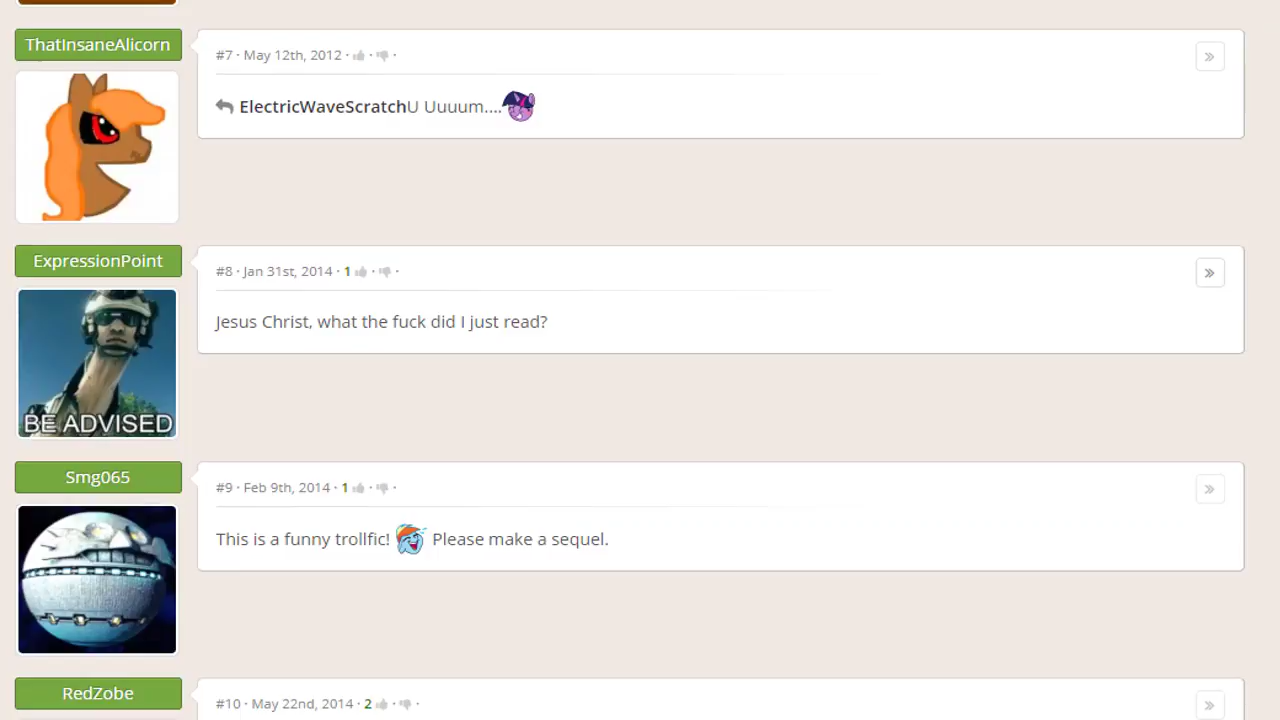 ThatInsaneAlicorn
#7 · May 12th, 2012 · ·
ElectricWaveScratchU Uuuum....
ExpressionPoint
#8 · Jan 31st, 2014 · 1 · ·
Jesus Christ, what the fuck did I just read?
BE ADVISED
Smg065
#9 · Feb 9th, 2014 · 1 · ·
This is a funny trollfic! Please make a sequel.
RedZobe
#10 · May 22nd, 2014 · 2 · ·